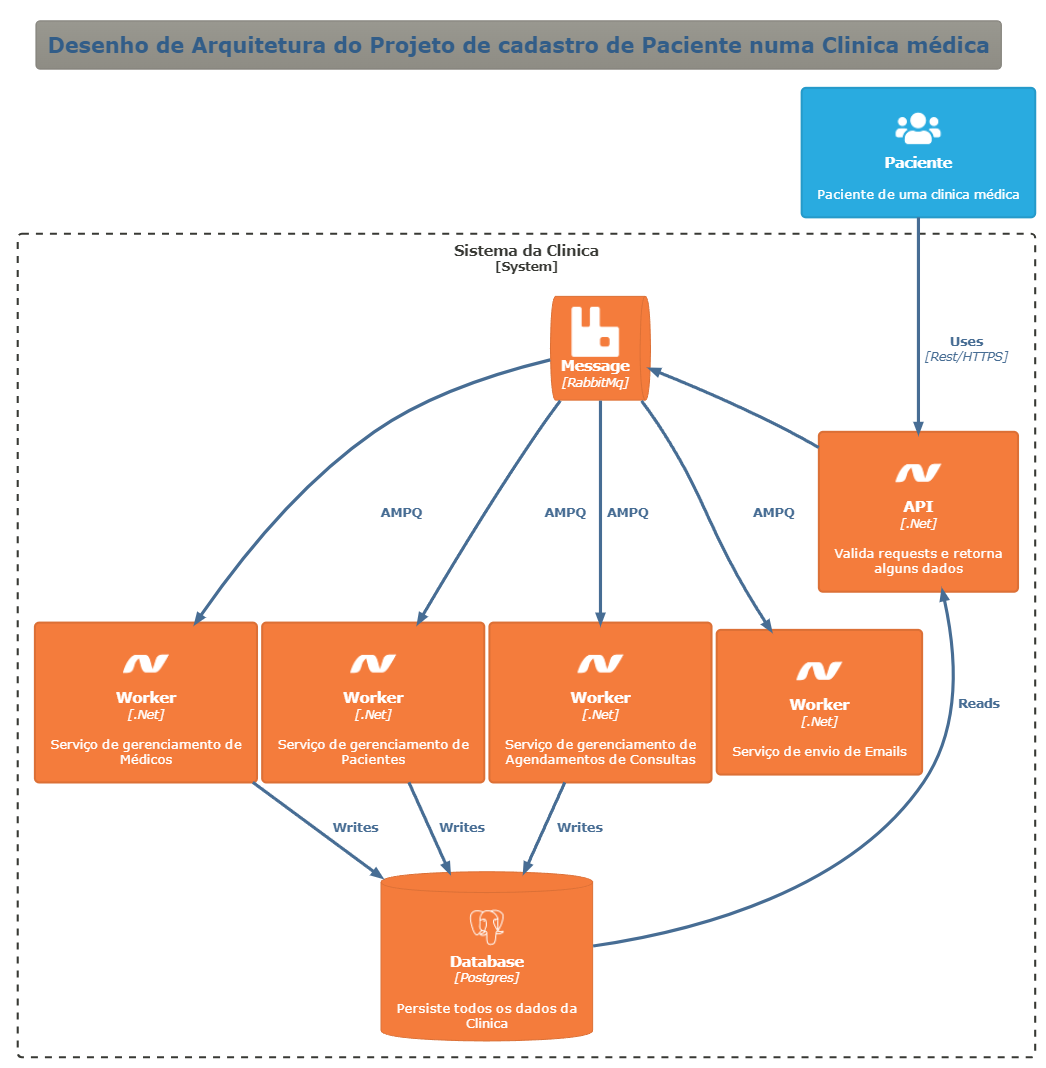 Desenho de Arquitetura do Projeto de cadastro de Paciente numa Clinica médica
Paciente
Paciente de uma clinica médica
Sistema da Clinica
[System]
Message
[RabbitMq]
Uses
[Rest/HTTPS]
API
[.Net]
Valida requests e retorna
alguns dados
AMPQ
AMPQ
AMPQ
AMPQ
Worker
[.Net]
Serviço de gerenciamento de
Médicos
Worker
[.Net]
Serviço de gerenciamento de
Pacientes
Worker
[.Net]
Serviço de gerenciamento de
Agendamentos de Consultas
Worker
[.Net]
Serviço de envio de Emails
Reads
Writes
Writes
Writes
Database
[Postgres]
Persiste todos os dados da
Clinica